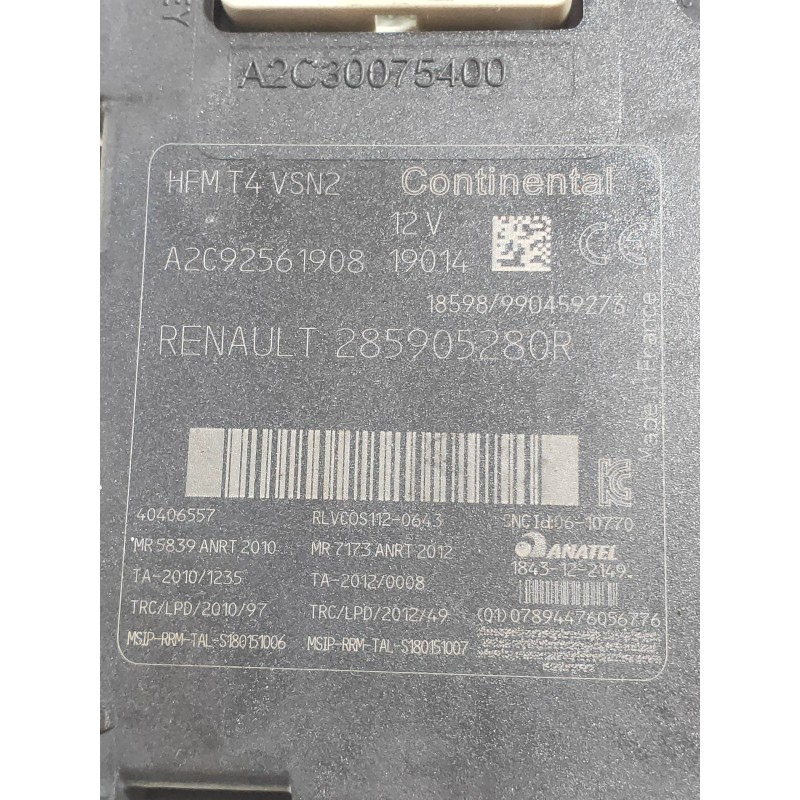 KEY
A2C30075400
HFM T4 VSN2 Continental
12 V
A2C92561908 19014
CE
18598/990459273
RENAULT 285905280R
Made in France
40406557 RLVCOS112-0643 CNC Id:06-10770
MR 5839 ANRT 2010 MR 7173 ANRT 2012 ANATEL
TA-2010/1235 TA-2012/0008 1843-12-2149
TRC/LPD/2010/97 TRC/LPD/2012/49 (01)07894476056776
MSIP-RRM-TAL-S180151006 MSIP-RRM-TAL-S180151007